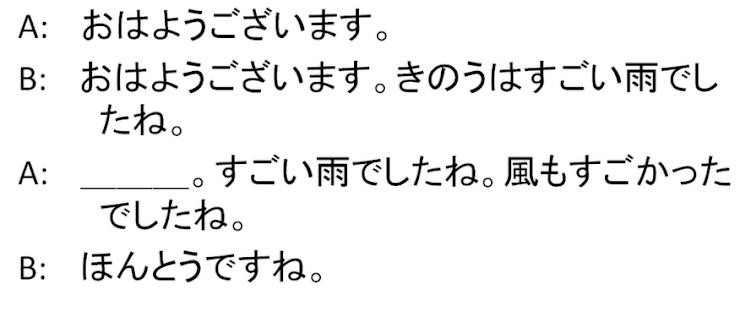 A: おはようございます。
B: おはようございます。きのうはすごい雨でし
たね。
A: ______。すごい雨でしたね。風もすごかった
でしたね。
B: ほんとうですね。